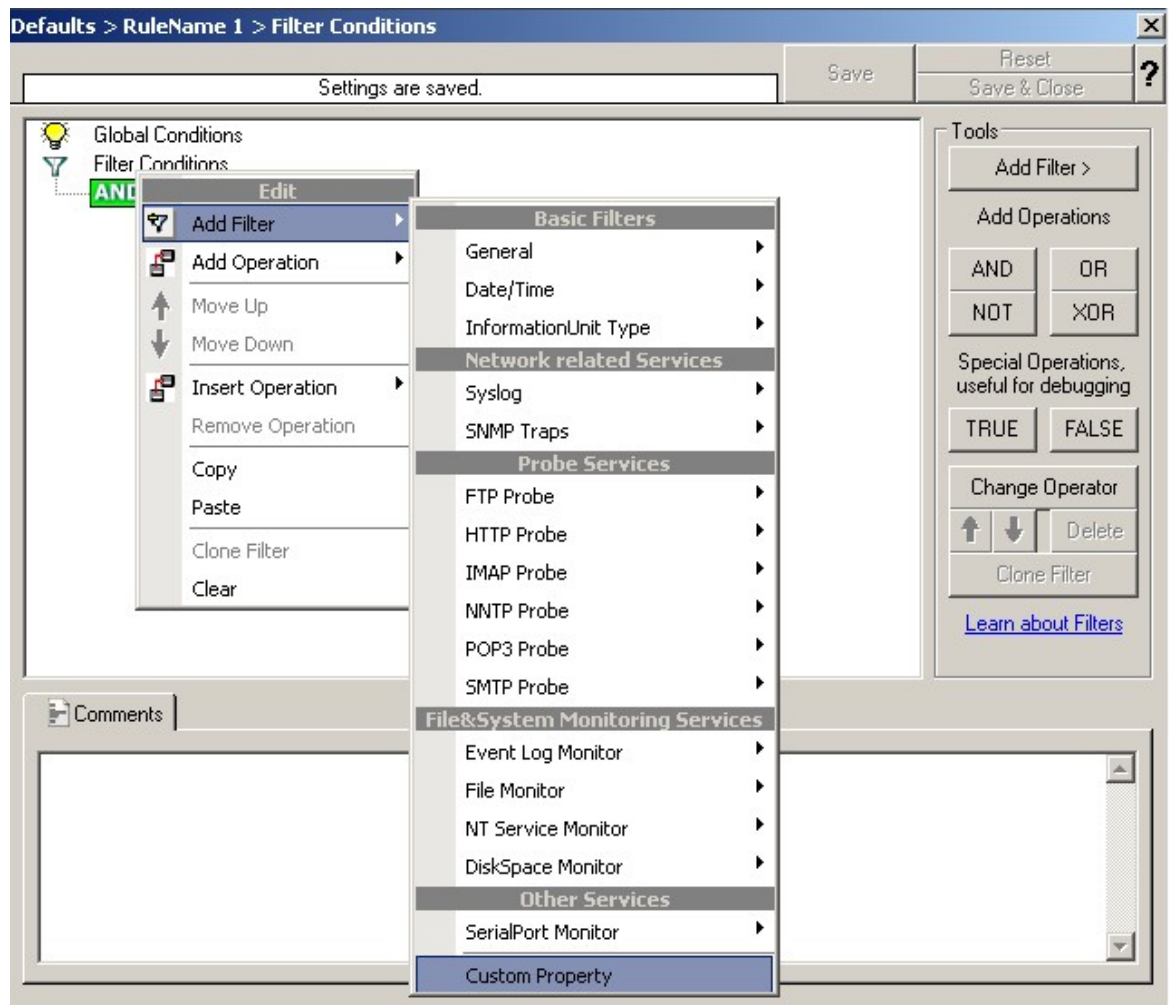 Defaults > RuleName 1 > Filter Conditions
Settings are saved.
Save
Reset
Save & Close
?
Global Conditions
Filter Conditions
AND
Edit
Add Filter
Add Operation
Move Up
Move Down
Insert Operation
Remove Operation
Copy
Paste
Clone Filter
Clear
Basic Filters
General
Date/Time
InformationUnit Type
Network related Services
Syslog
SNMP Traps
Probe Services
FTP Probe
HTTP Probe
IMAP Probe
NNTP Probe
POP3 Probe
SMTP Probe
File&System Monitoring Services
Event Log Monitor
File Monitor
NT Service Monitor
DiskSpace Monitor
Other Services
SerialPort Monitor
Custom Property
Tools
Add Filter >
Add Operations
AND OR
NOT XOR
Special Operations,
useful for debugging
TRUE FALSE
Change Operator
Delete
Clone Filter
Learn about Filters
Comments